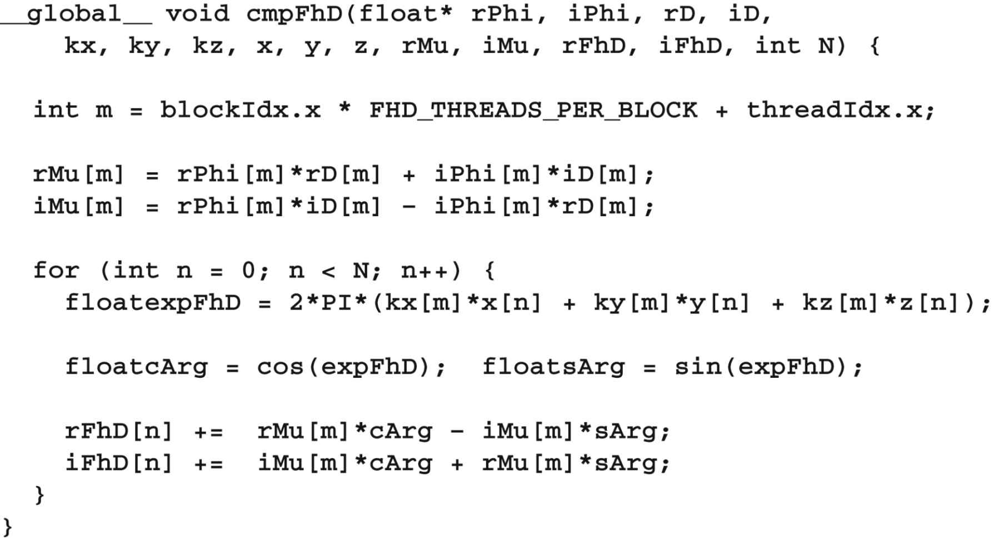 __global__ void cmpFhD(float* rPhi, iPhi, rD, iD,
kx, ky, kz, x, y, z, rMu, iMu, rFhD, iFhD, int N) {
int m = blockIdx.x * FHD_THREADS_PER_BLOCK + threadIdx.x;
rMu[m] = rPhi[m]*rD[m] + iPhi[m]*iD[m];
iMu[m] = rPhi[m]*iD[m] - iPhi[m]*rD[m];
for (int n = 0; n < N; n++) {
floatexpFhD = 2*PI*(kx[m]*x[n] + ky[m]*y[n] + kz[m]*z[n]);
floatcArg = cos(expFhD); floatsArg = sin(expFhD);
rFhD[n] += rMu[m]*cArg - iMu[m]*sArg;
iFhD[n] += iMu[m]*cArg + rMu[m]*sArg;
}
}